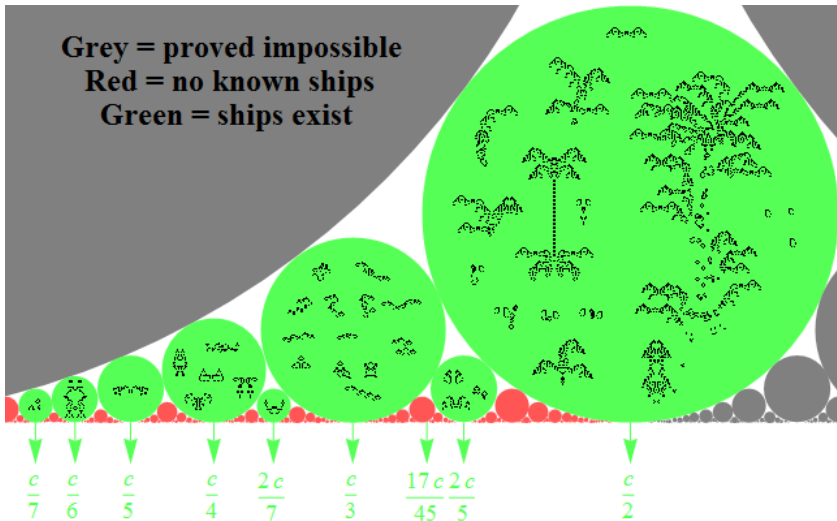 Grey = proved impossible
Red = no known ships
Green = ships exist
c/7 c/6 c/5 c/4 2c/7 c/3 17c/45 2c/5 c/2